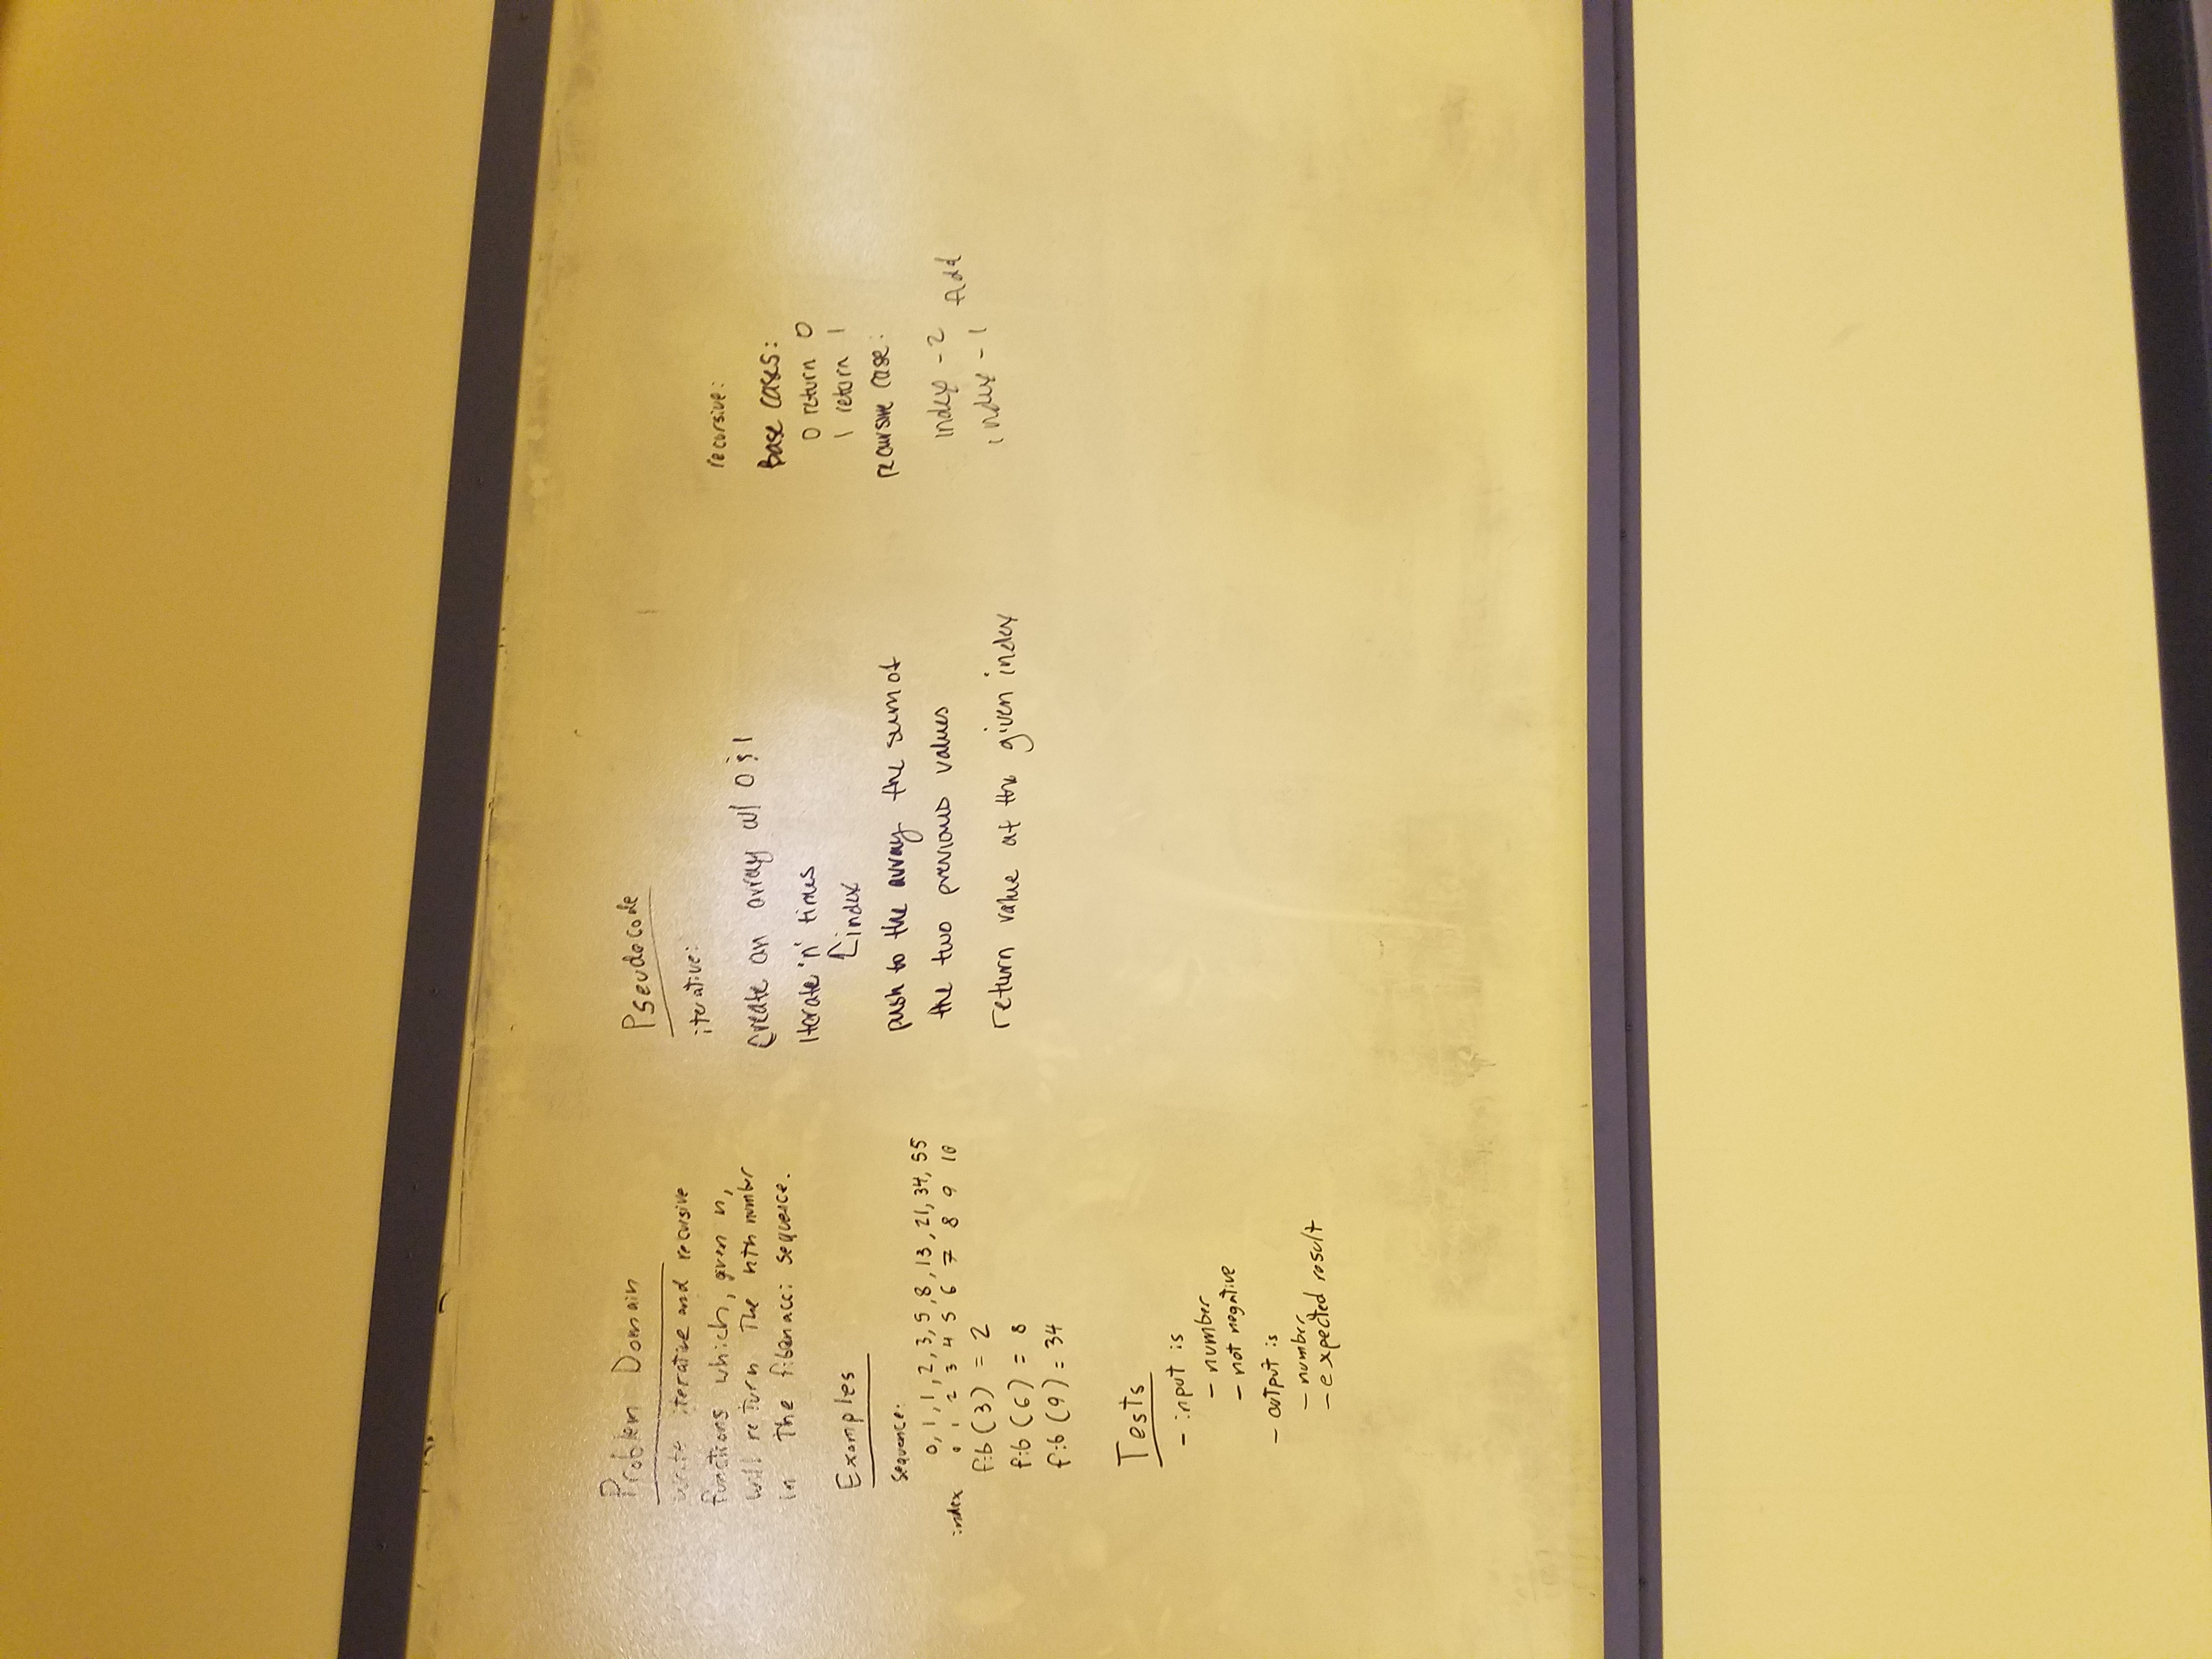 Problem Domain
Write iterative and recursive
functions which, given n,
will return the nth number
in the fibonacci sequence.
Examples
Sequence:
0, 1, 1, 2, 3, 5, 8, 13, 21, 34, 55
index 0 1 2 3 4 5 6 7 8 9 10
fib (3) = 2
fib (6) = 8
fib (9) = 34
Tests
- input is
- number
- not negative
- output is
- number
- expected result
Pseudocode
iterative:
Create an array w/ 0 & 1
Iterate 'n' times
↑index
push to the array the sum of
the two previous values
return value at the given index
recursive:
Base cases:
0 return 0
1 return 1
recursive case:
index - 2
Add
index - 1